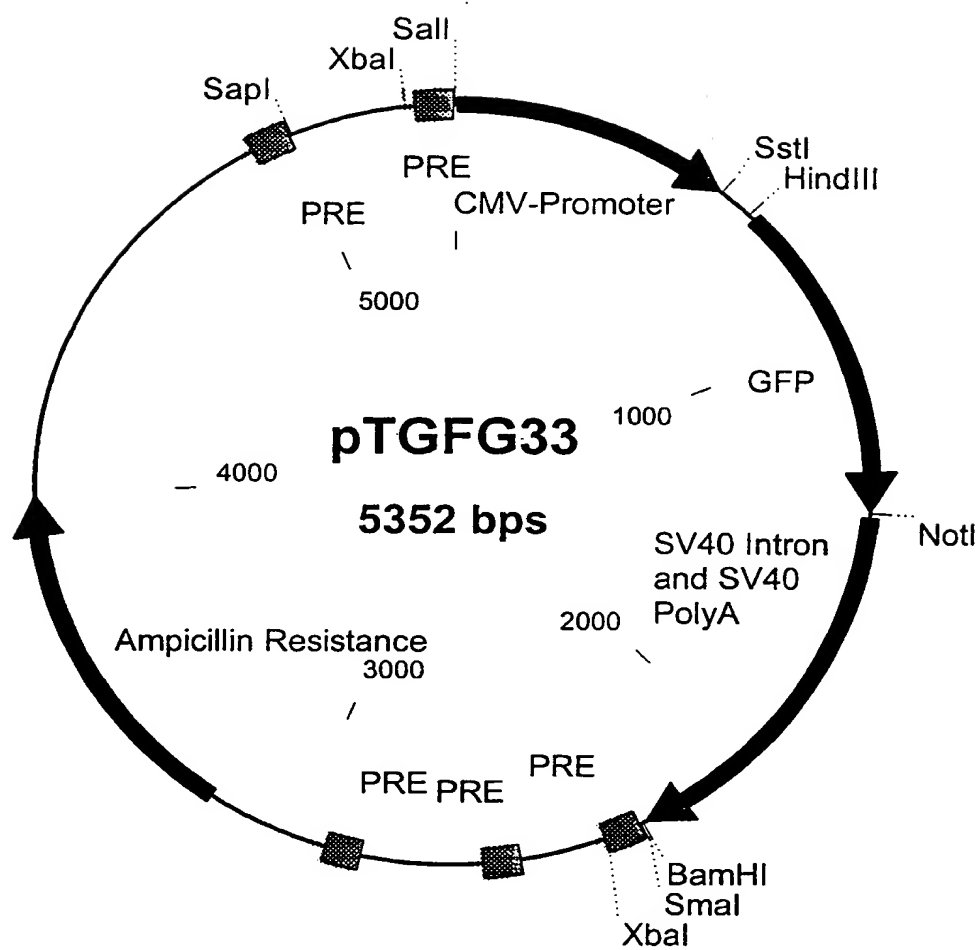 SalI
XbaI
SapI
SstI
HindIII
PRE
PRE
CMV-Promoter
5000
GFP
1000
pTGFG33
4000
5352 bps
NotI
SV40 Intron
and SV40
PolyA
2000
Ampicillin Resistance
3000
PRE
PRE
PRE
BamHI
SmaI
XbaI